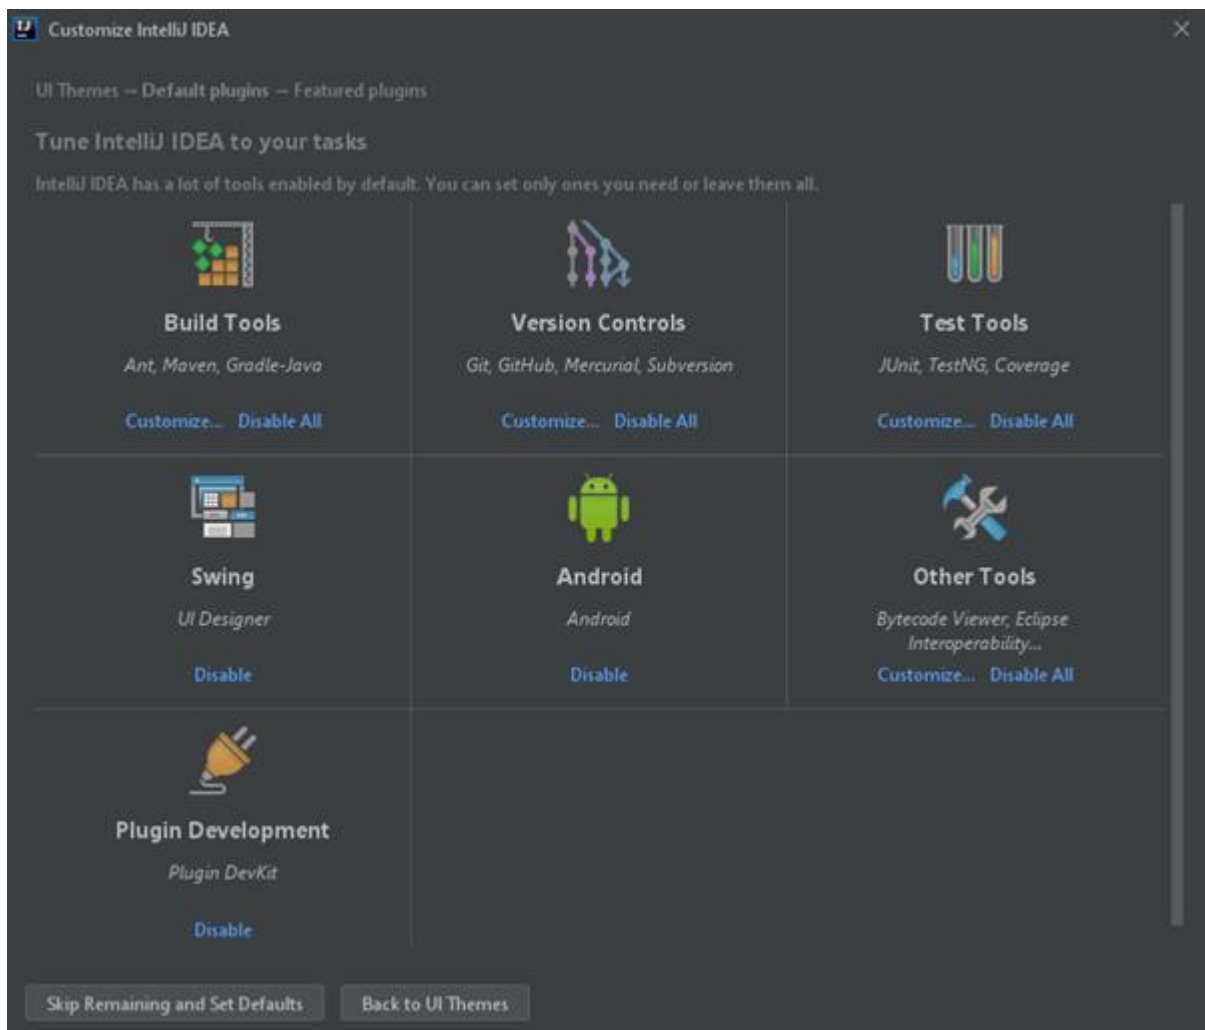 Customize IntelliJ IDEA
UI Themes → Default plugins → Featured plugins
Tune IntelliJ IDEA to your tasks
IntelliJ IDEA has a lot of tools enabled by default. You can set only ones you need or leave them all.
Build Tools
Ant, Maven, Gradle-Java
Customize... Disable All
Version Controls
Git, GitHub, Mercurial, Subversion
Customize... Disable All
Test Tools
JUnit, TestNG, Coverage
Customize... Disable All
Swing
UI Designer
Disable
Android
Android
Disable
Other Tools
Bytecode Viewer, Eclipse
Interoperability...
Customize... Disable All
Plugin Development
Plugin DevKit
Disable
Skip Remaining and Set Defaults
Back to UI Themes